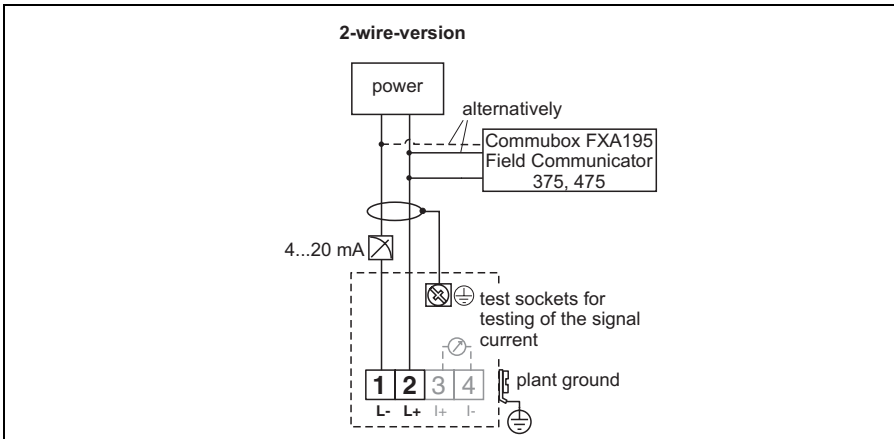 2-wire-version
power
alternatively
Commubox FXA195
Field Communicator
375, 475
4...20 mA
test sockets for
testing of the signal
current
1 2 3 4
L- L+ I+ I-
plant ground